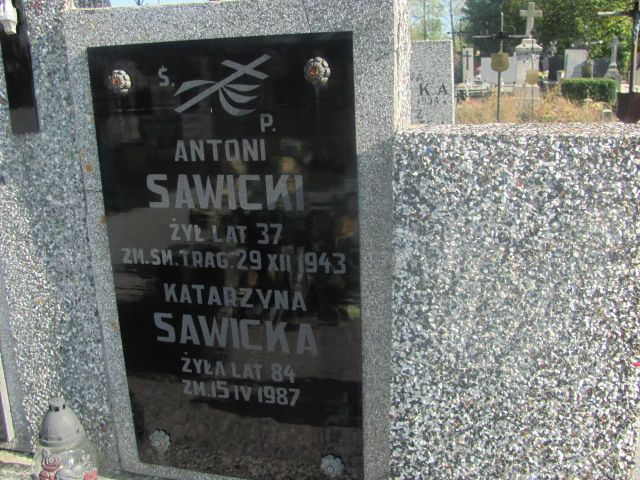 Ś. P.
ANTONI
SAWICKI
ŻYŁ LAT 37
ZM. ŚM. TRAG. 29 XII 1943
KATARZYNA
SAWICKA
ŻYŁA LAT 84
ZM. 15 IV 1987
KA